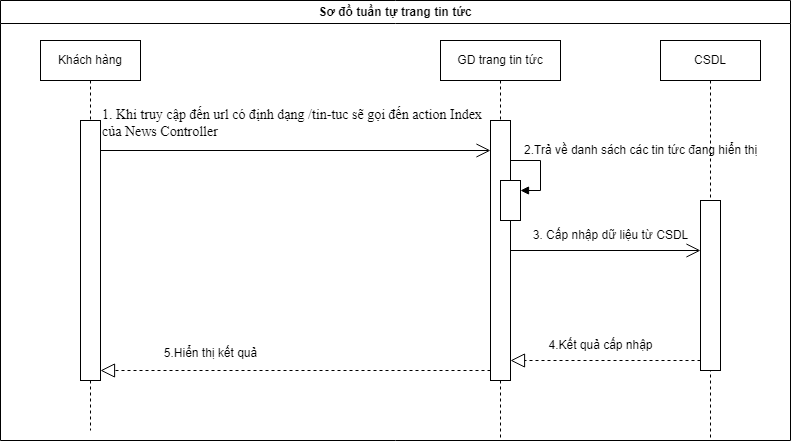 Sơ đồ tuần tự trang tin tức
Khách hàng
GD trang tin tức
CSDL
1. Khi truy cập đến url có định dạng /tin-tuc sẽ gọi đến action Index
của News Controller
2.Trả về danh sách các tin tức đang hiển thị
3. Cấp nhập dữ liệu từ CSDL
4.Kết quả cấp nhập
5.Hiển thị kết quả